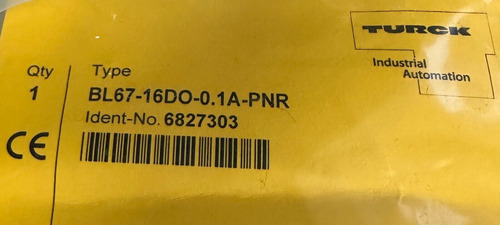 TURCK
Industrial
Automation
Qty Type
1 BL67-16DO-0.1A-PNR
Ident-No. 6827303
CE